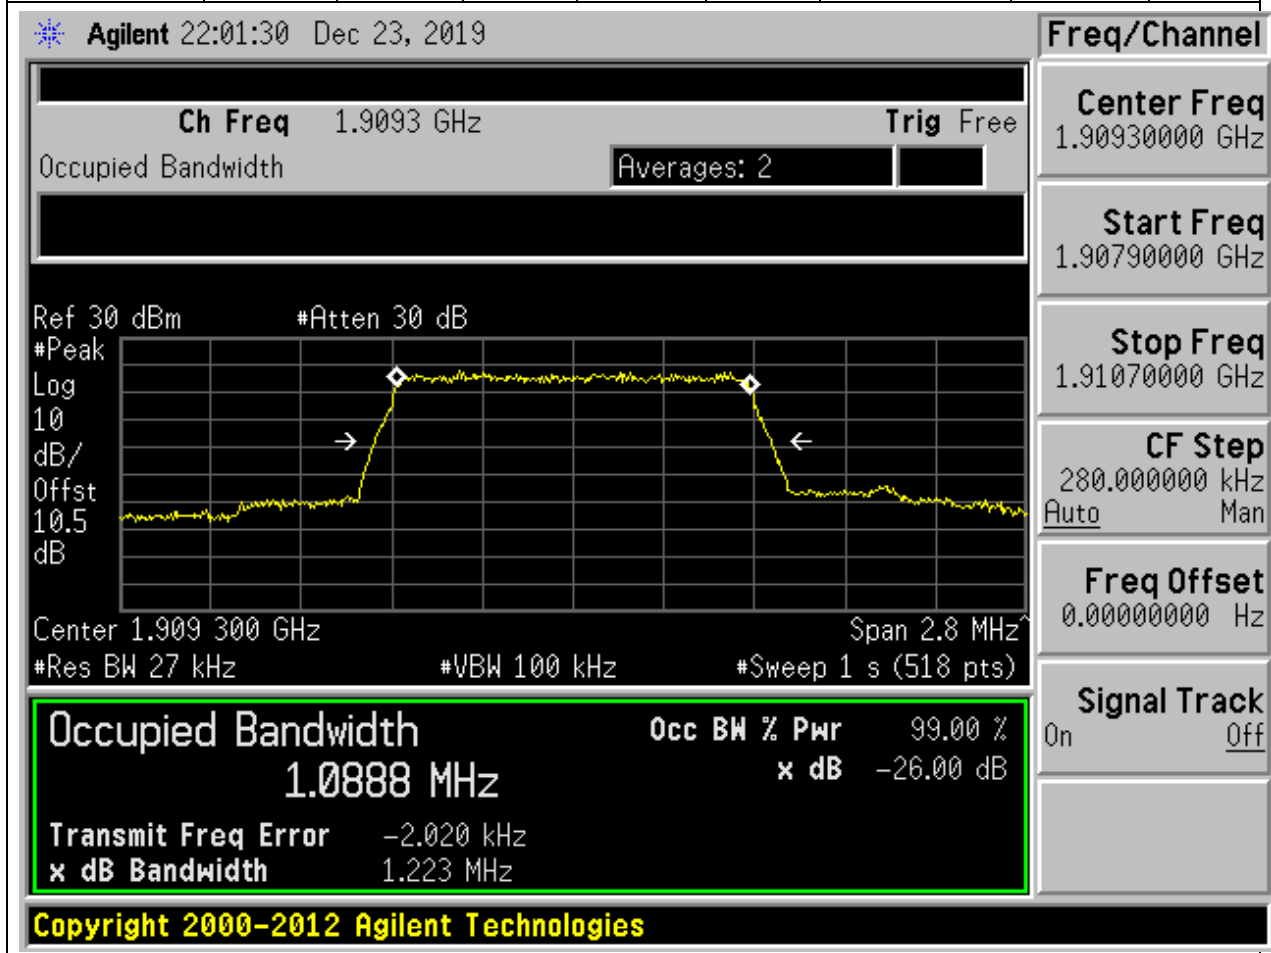 Agilent 22:01:30 Dec 23, 2019
Freq/Channel
Ch Freq 1.9093 GHz Trig Free
Occupied Bandwidth Averages: 2
Ref 30 dBm #Atten 30 dB
#Peak
Log
10
dB/
Offst
10.5
dB
Center 1.909 300 GHz Span 2.8 MHz^
#Res BW 27 kHz #VBW 100 kHz #Sweep 1 s (518 pts)
Occupied Bandwidth Occ BW % Pwr 99.00 %
1.0888 MHz x dB -26.00 dB
Transmit Freq Error -2.020 kHz
x dB Bandwidth 1.223 MHz
Center Freq
1.90930000 GHz
Start Freq
1.90790000 GHz
Stop Freq
1.91070000 GHz
CF Step
280.000000 kHz
Auto Man
Freq Offset
0.00000000 Hz
Signal Track
On Off
Copyright 2000-2012 Agilent Technologies